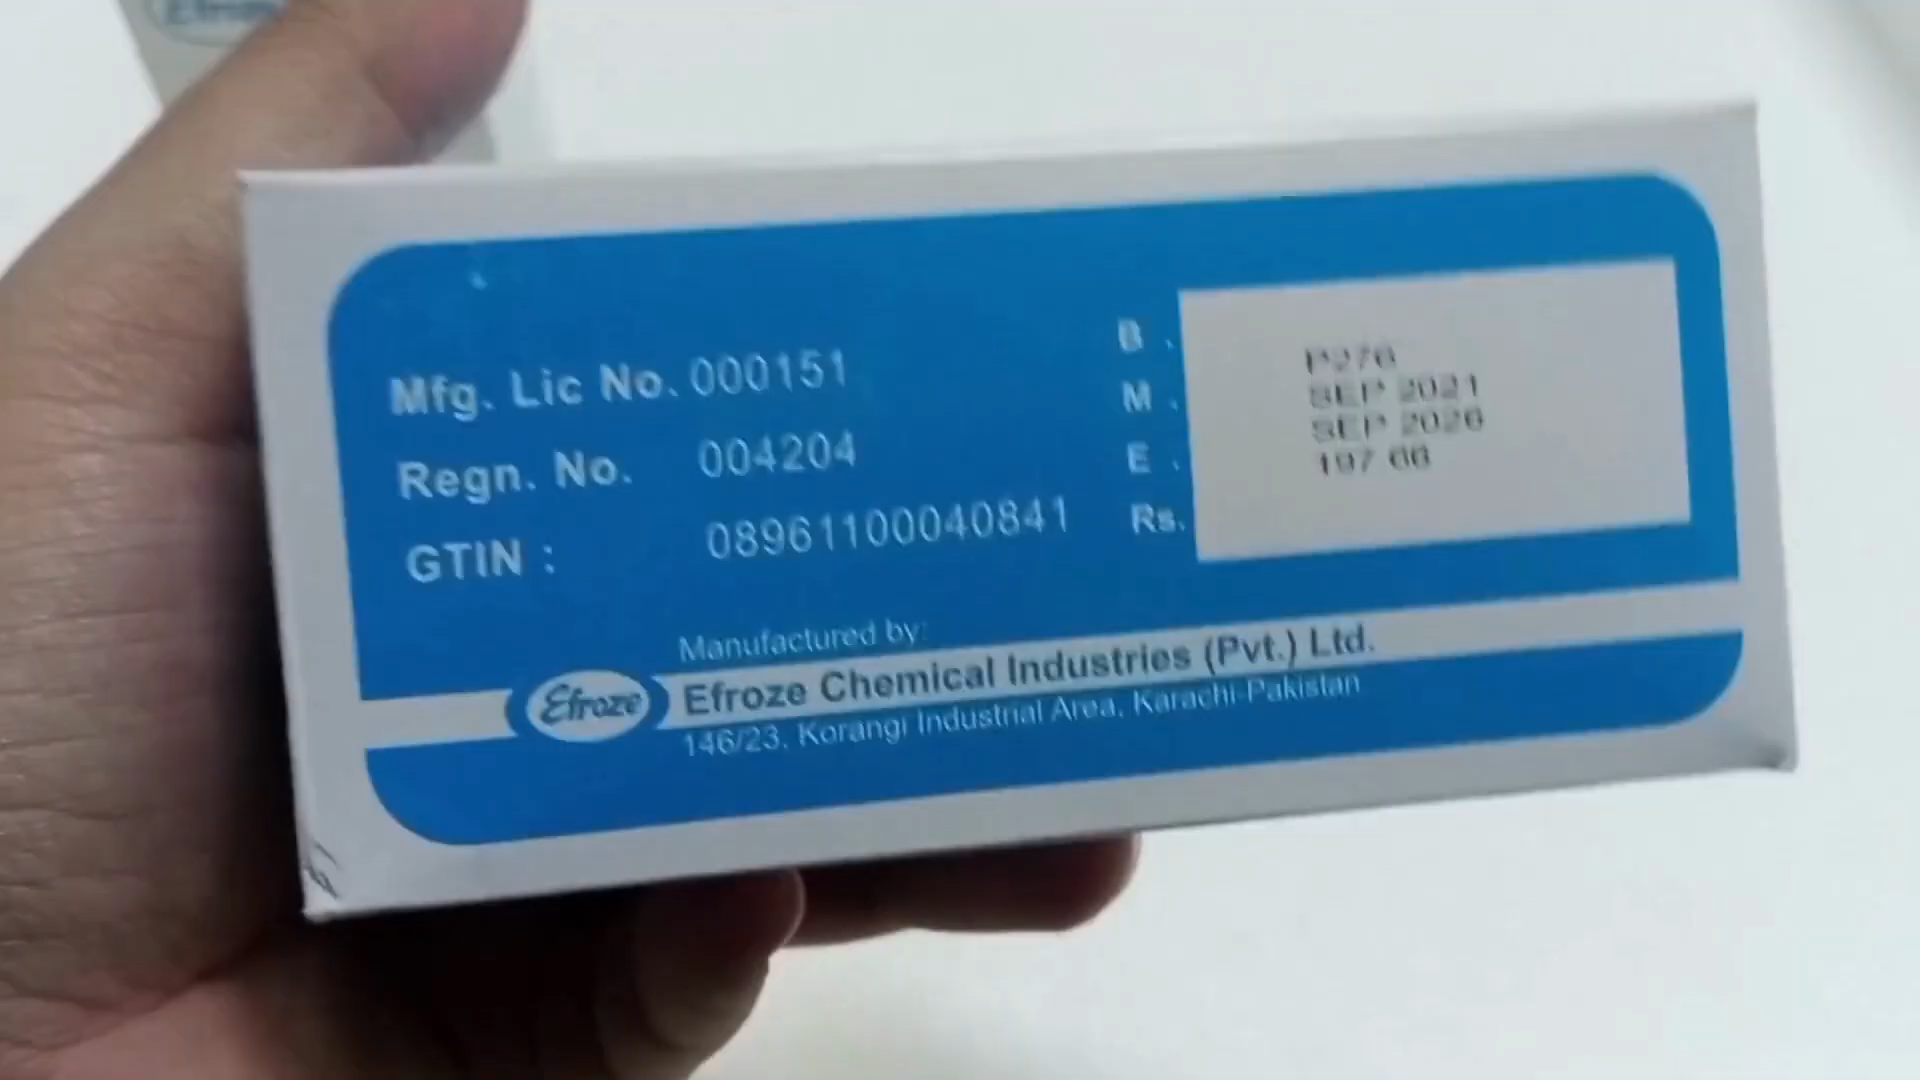 Mfg. Lic No. 000151
Regn. No. 004204
GTIN : 08961100040841
B .
M .
E .
Rs.
P276
SEP 2021
SEP 2026
197 66
Manufactured by:
Efroze
Efroze Chemical Industries (Pvt.) Ltd.
146/23, Korangi Industrial Area, Karachi-Pakistan